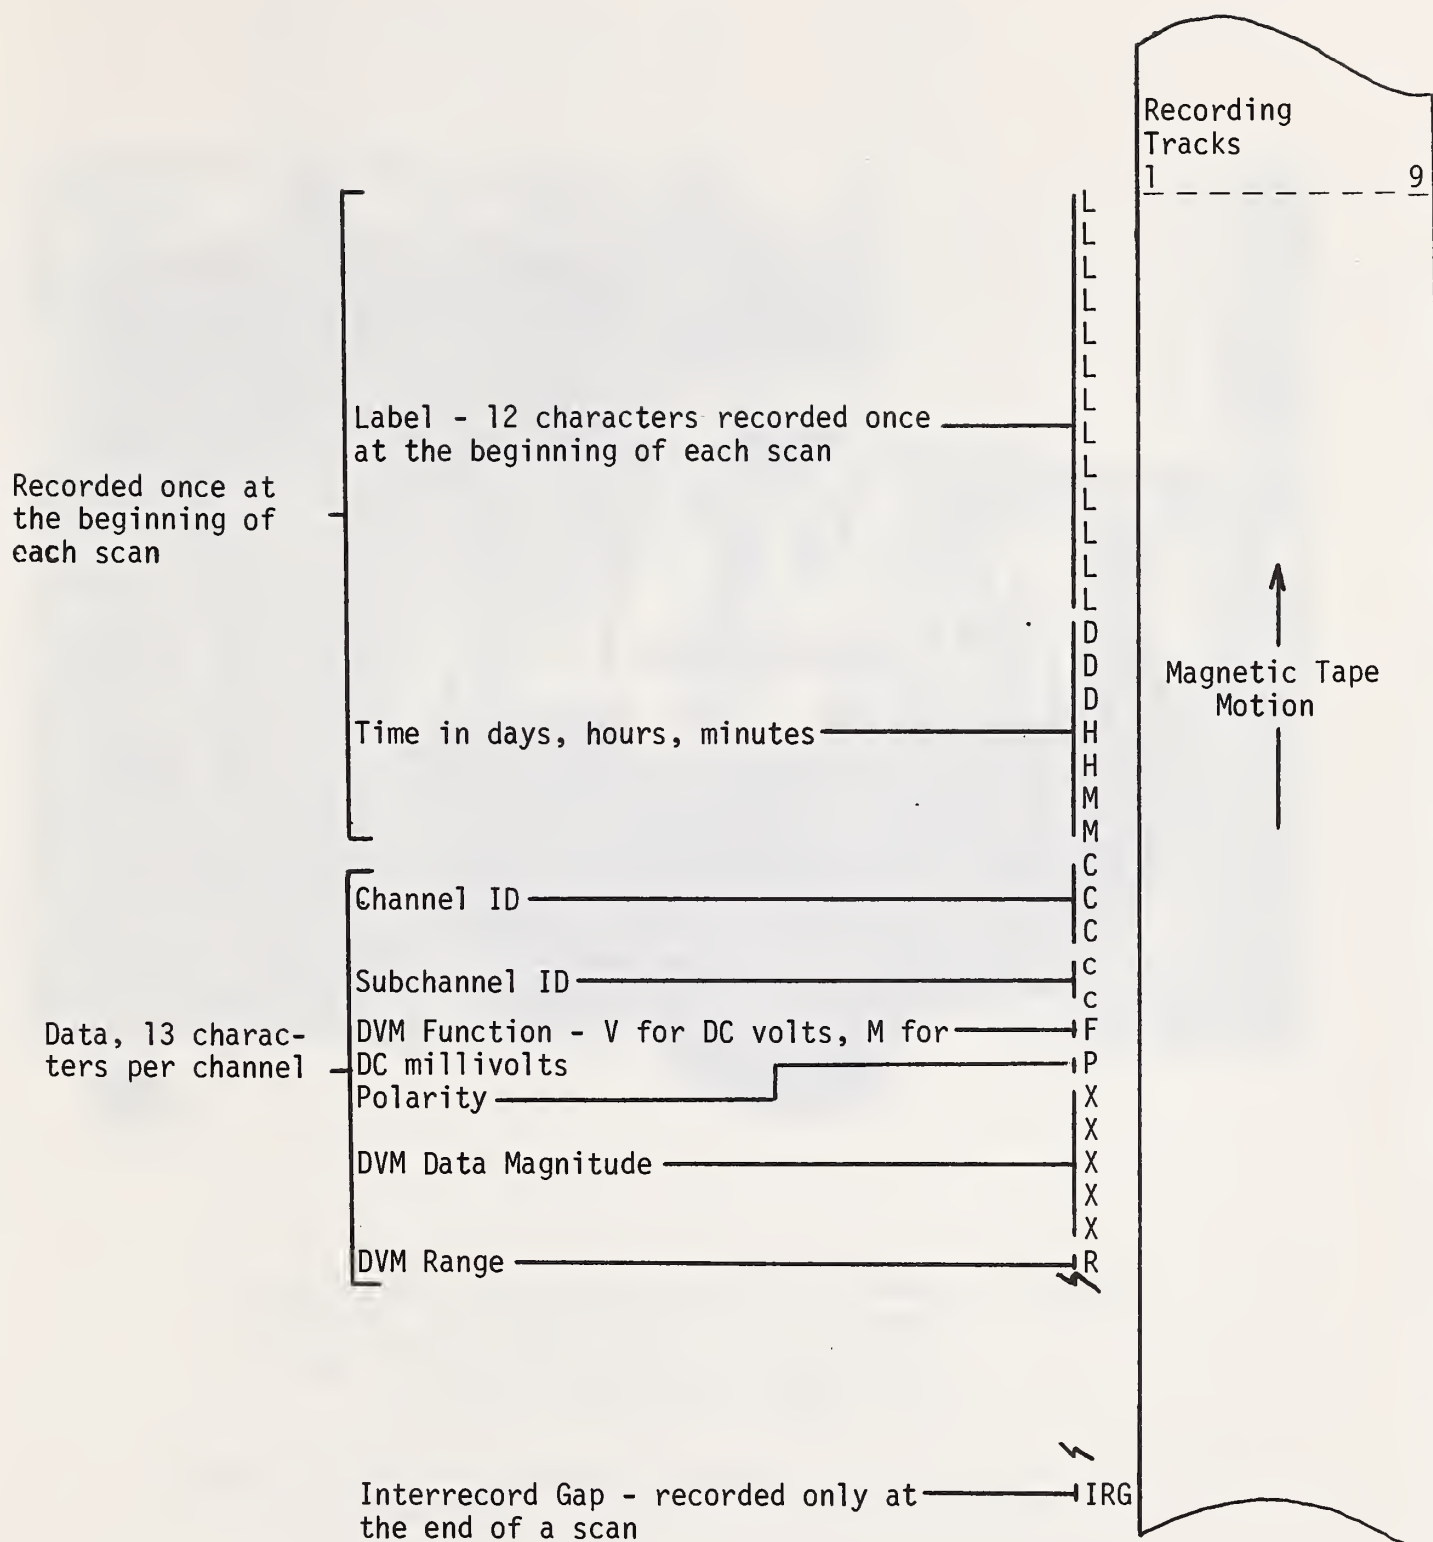 Recording
Tracks
1 9
L
L
L
L
L
L
L
Label - 12 characters recorded once
at the beginning of each scan
L
L
L
L
L
L
Recorded once at
the beginning of
each scan
D
D
D
Time in days, hours, minutes
H
H
M
M
Magnetic Tape
Motion
C
Channel ID
C
C
Subchannel ID
c
c
Data, 13 charac-
ters per channel
DVM Function - V for DC volts, M for
DC millivolts
F
Polarity
P
X
X
DVM Data Magnitude
X
X
X
DVM Range
R
Interrecord Gap - recorded only at
the end of a scan
IRG